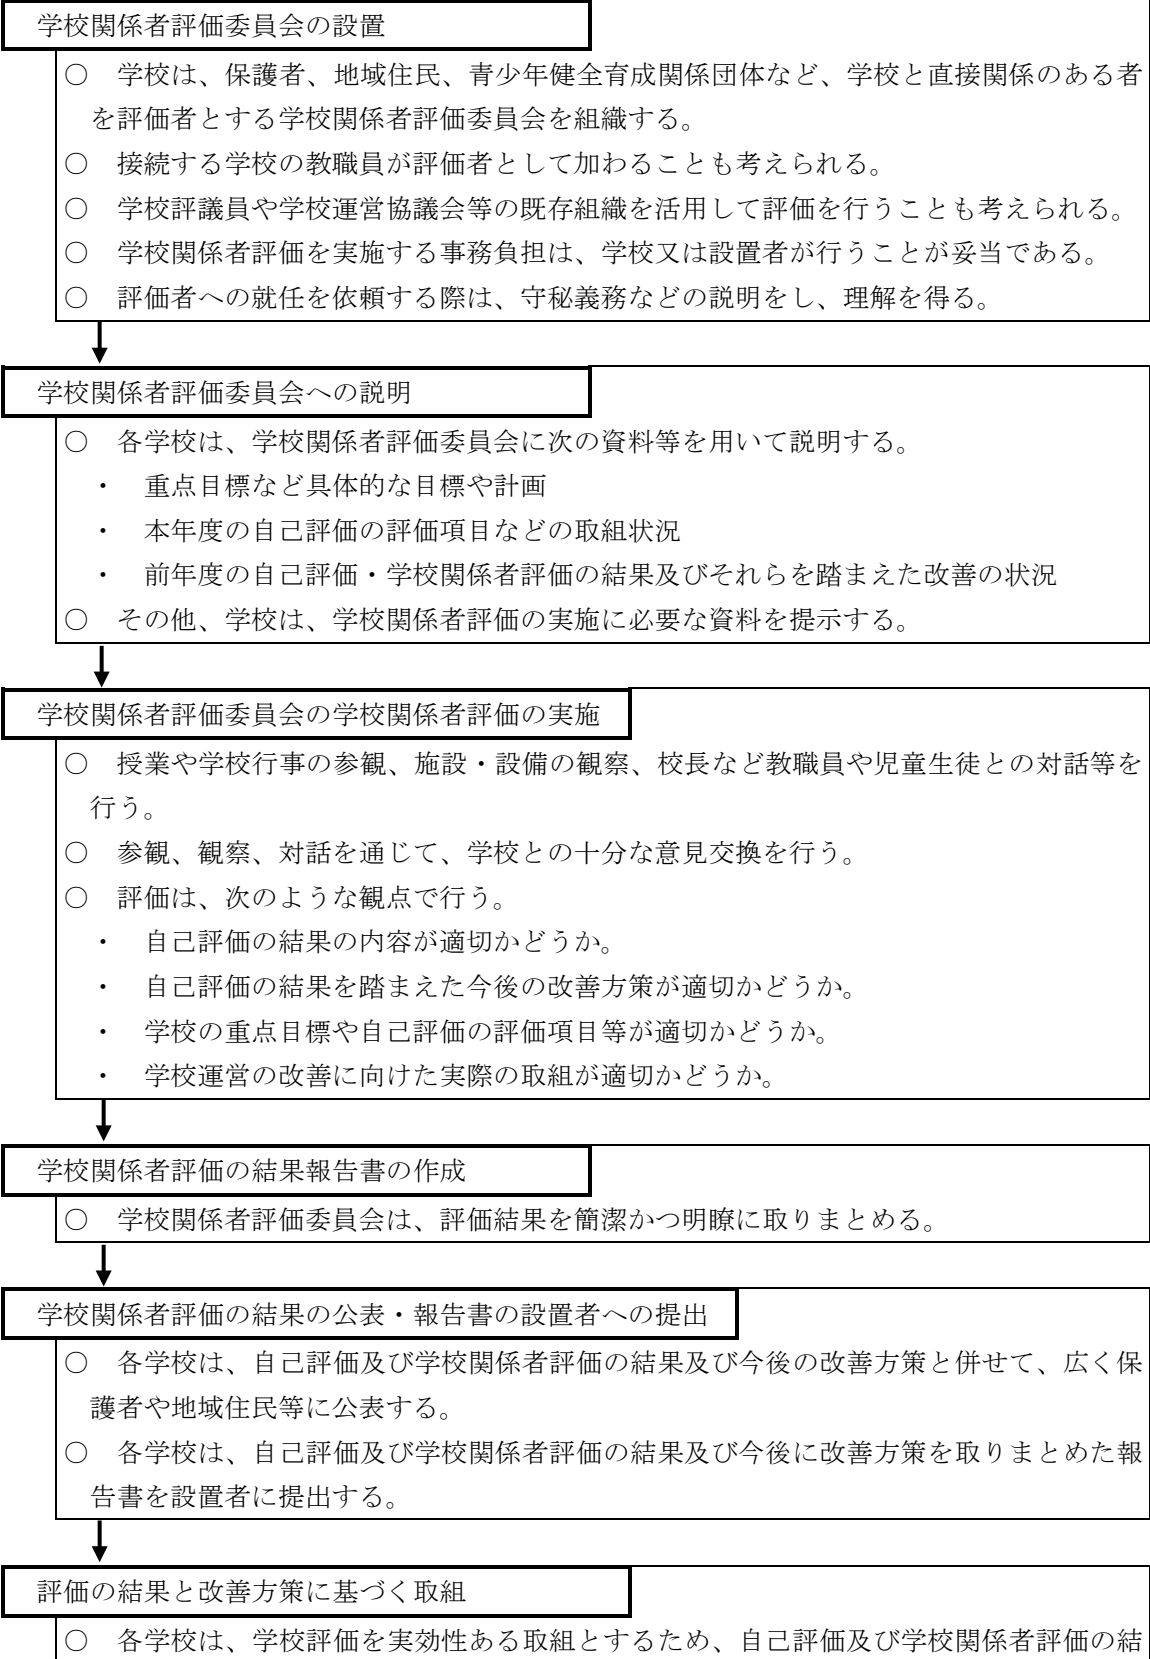 学校関係者評価委員会の設置
○　学校は、保護者、地域住民、青少年健全育成関係団体など、学校と直接関係のある者
を評価者とする学校関係者評価委員会を組織する。
○　接続する学校の教職員が評価者として加わることも考えられる。
○　学校評議員や学校運営協議会等の既存組織を活用して評価を行うことも考えられる。
○　学校関係者評価を実施する事務負担は、学校又は設置者が行うことが妥当である。
○　評価者への就任を依頼する際は、守秘義務などの説明をし、理解を得る。
学校関係者評価委員会への説明
○　各学校は、学校関係者評価委員会に次の資料等を用いて説明する。
・　重点目標など具体的な目標や計画
・　本年度の自己評価の評価項目などの取組状況
・　前年度の自己評価・学校関係者評価の結果及びそれらを踏まえた改善の状況
○　その他、学校は、学校関係者評価の実施に必要な資料を提示する。
学校関係者評価委員会の学校関係者評価の実施
○　授業や学校行事の参観、施設・設備の観察、校長など教職員や児童生徒との対話等を
行う。
○　参観、観察、対話を通じて、学校との十分な意見交換を行う。
○　評価は、次のような観点で行う。
・　自己評価の結果の内容が適切かどうか。
・　自己評価の結果を踏まえた今後の改善方策が適切かどうか。
・　学校の重点目標や自己評価の評価項目等が適切かどうか。
・　学校運営の改善に向けた実際の取組が適切かどうか。
学校関係者評価の結果報告書の作成
○　学校関係者評価委員会は、評価結果を簡潔かつ明瞭に取りまとめる。
学校関係者評価の結果の公表・報告書の設置者への提出
○　各学校は、自己評価及び学校関係者評価の結果及び今後の改善方策と併せて、広く保
護者や地域住民等に公表する。
○　各学校は、自己評価及び学校関係者評価の結果及び今後に改善方策を取りまとめた報
告書を設置者に提出する。
評価の結果と改善方策に基づく取組
○　各学校は、学校評価を実効性ある取組とするため、自己評価及び学校関係者評価の結